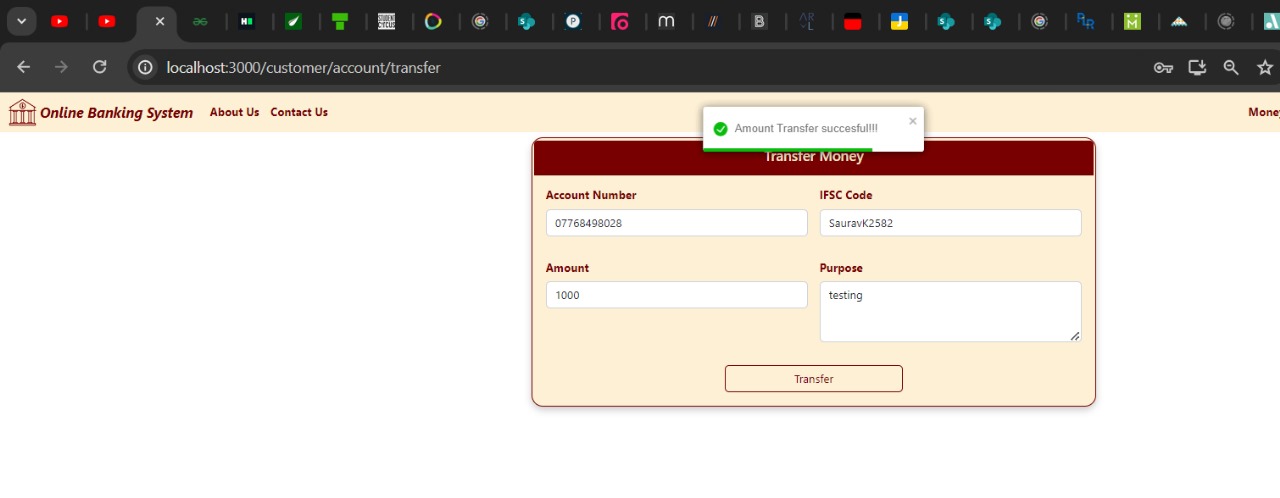 localhost:3000/customer/account/transfer
Online Banking System About Us Contact Us Money
Amount Transfer succesful!!!
Transfer Money
Account Number IFSC Code
07768498028 SauravK2582
Amount Purpose
1000 testing
Transfer